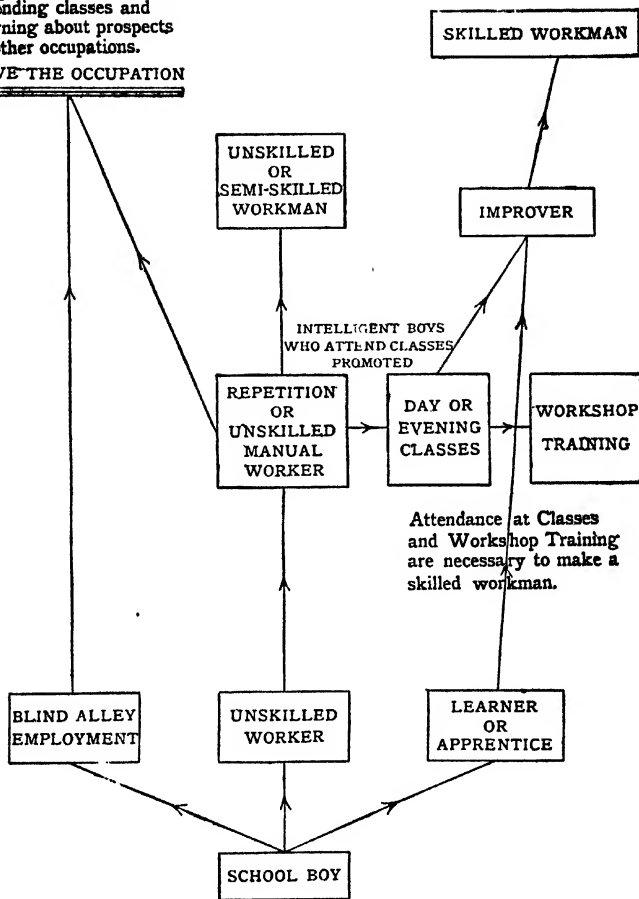 nding classes and
rning about prospects
ther occupations.
VE THE OCCUPATION
SKILLED WORKMAN
UNSKILLED
OR
SEMI-SKILLED
WORKMAN
IMPROVER
INTELLIGENT BOYS
WHO ATTEND CLASSES
PROMOTED
REPETITION
OR
UNSKILLED
MANUAL
WORKER
DAY OR
EVENING
CLASSES
WORKSHOP
TRAINING
Attendance at Classes
and Workshop Training
are necessary to make a
skilled workman.
BLIND ALLEY
EMPLOYMENT
UNSKILLED
WORKER
LEARNER
OR
APPRENTICE
SCHOOL BOY